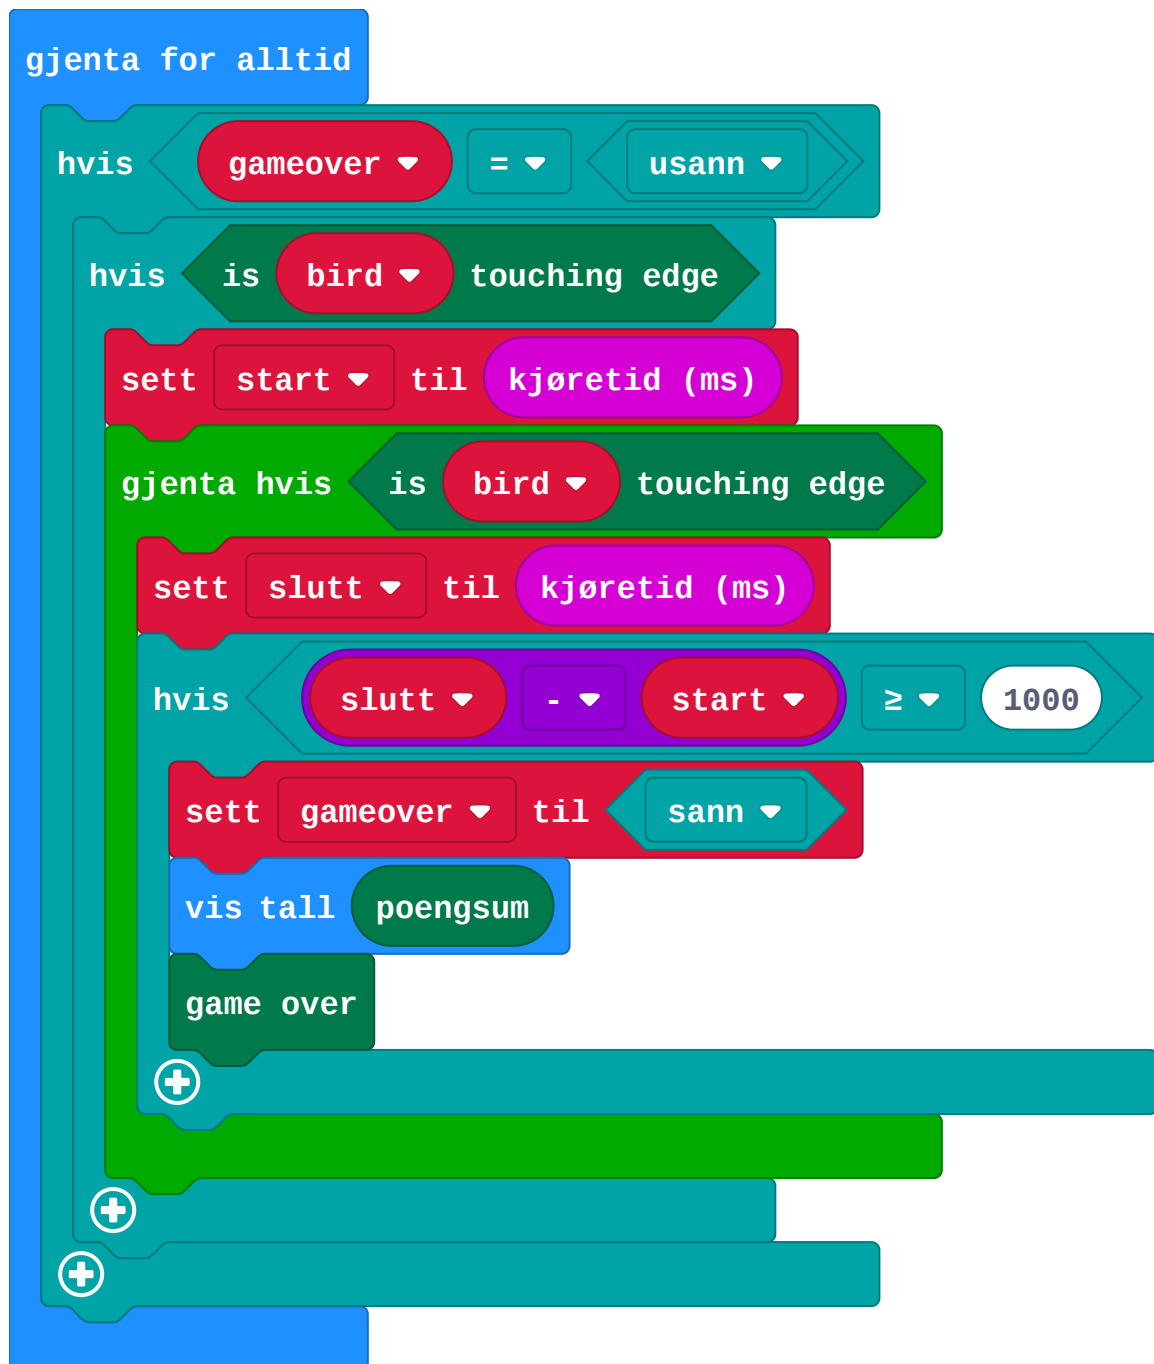 gjenta for alltid
hvis gameover = usann
hvis is bird touching edge
sett start til kjøretid (ms)
gjenta hvis is bird touching edge
sett slutt til kjøretid (ms)
hvis slutt - start ≥ 1000
sett gameover til sann
vis tall poengsum
game over